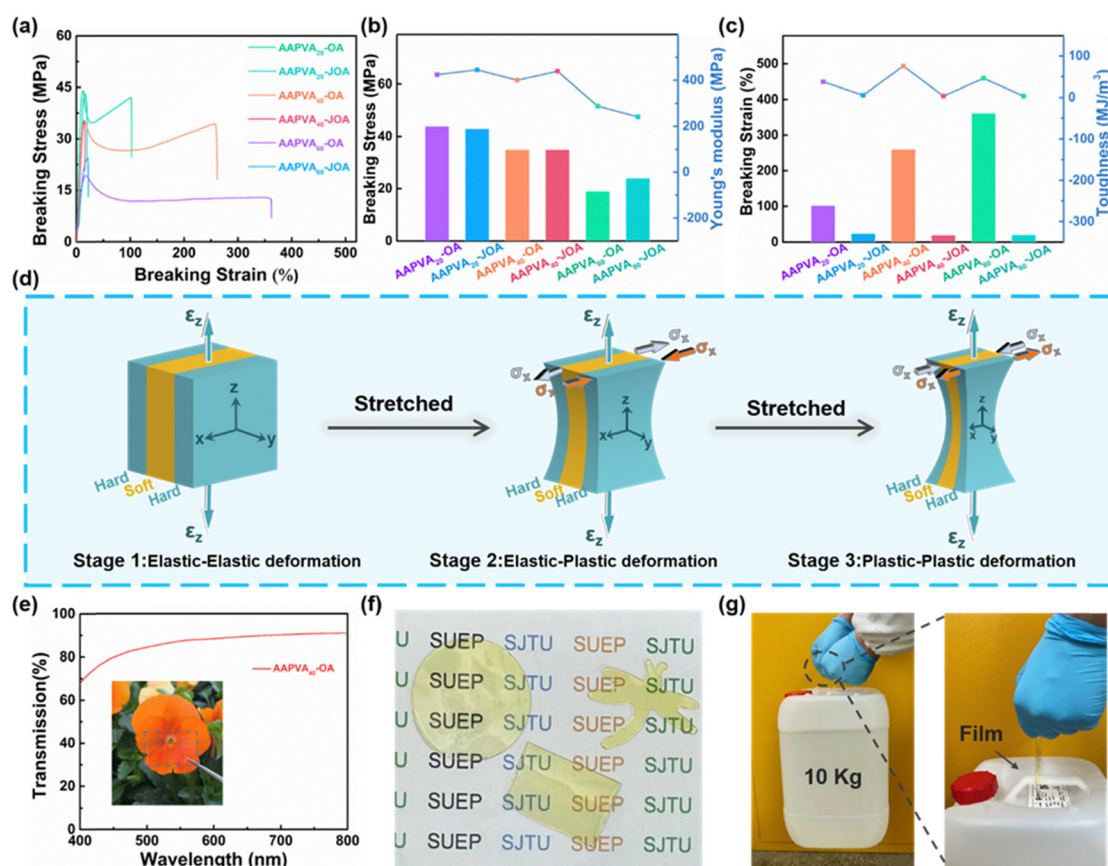 (a)
Breaking Stress (MPa)
60
45
30
15
0
0 100 200 300 400 500
Breaking Strain (%)
AAPVA20-OA
AAPVA20-JOA
AAPVA40-OA
AAPVA40-JOA
AAPVA60-OA
AAPVA60-JOA
(b)
Breaking Stress (MPa)
60
40
20
0
400
200
0
-200
Young's modulus (MPa)
AAPVA20-OA
AAPVA20-JOA
AAPVA40-OA
AAPVA40-JOA
AAPVA60-OA
AAPVA60-JOA
(c)
Breaking Strain (%)
500
400
300
200
100
0
100
0
-100
-200
-300
Toughness (MJ/m3)
AAPVA20-OA
AAPVA20-JOA
AAPVA40-OA
AAPVA40-JOA
AAPVA60-OA
AAPVA60-JOA
(d)
εz
z
x y
Hard
Soft
Hard
εz
Stage 1:Elastic-Elastic deformation
Stretched
εz
σx
σx
σx
σx
z
x y
Hard
Soft
Hard
εz
Stage 2:Elastic-Plastic deformation
Stretched
εz
σx
σx
σx
σx
z
x y
Hard
Soft
Hard
εz
Stage 3:Plastic-Plastic deformation
(e)
Transmission(%)
100
80
60
40
20
0
400 500 600 700 800
Wavelength (nm)
AAPVA40-OA
(f)
U SUEP SJTU SUEP SJTU
U SUEP SJTU SUEP SJTU
U SUEP SJTU SUEP SJTU
U SUEP SJTU SUEP SJTU
U SUEP SJTU SUEP SJTU
U SUEP SJTU SUEP SJTU
(g)
10 Kg
Film